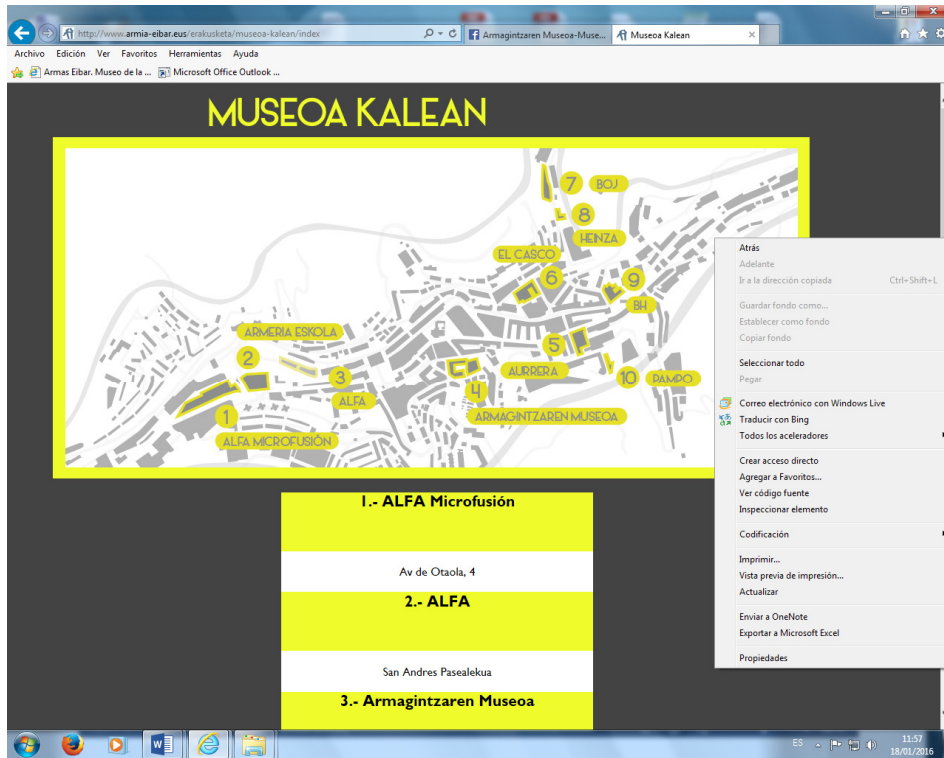 http://www.armia-eibar.eus/erakusketa/museoa-kalean/index
Armagintzaren Museoa-Muse...
Museoa Kalean
Archivo Edición Ver Favoritos Herramientas Ayuda
Armas Eibar. Museo de la ...
Microsoft Office Outlook ...
MUSEOA KALEAN
7 BOJ
8
HEINZA
EL CASCO
6
9
BH
ARMERIA ESKOLA
2
3
ALFA
5
AURRERA
10 PAMPO
4
ARMAGINTZAREN MUSEOA
1
ALFA MICROFUSIÓN
1.- ALFA Microfusión
Av de Otaola, 4
2.- ALFA
San Andres Pasealekua
3.- Armagintzaren Museoa
Atrás
Adelante
Ir a la dirección copiada Ctrl+Shift+L
Guardar fondo como...
Establecer como fondo
Copiar fondo
Seleccionar todo
Pegar
Correo electrónico con Windows Live
Traducir con Bing
Todos los aceleradores
Crear acceso directo
Agregar a Favoritos...
Ver código fuente
Inspeccionar elemento
Codificación
Imprimir...
Vista previa de impresión...
Actualizar
Enviar a OneNote
Exportar a Microsoft Excel
Propiedades
ES
11:57
18/01/2016